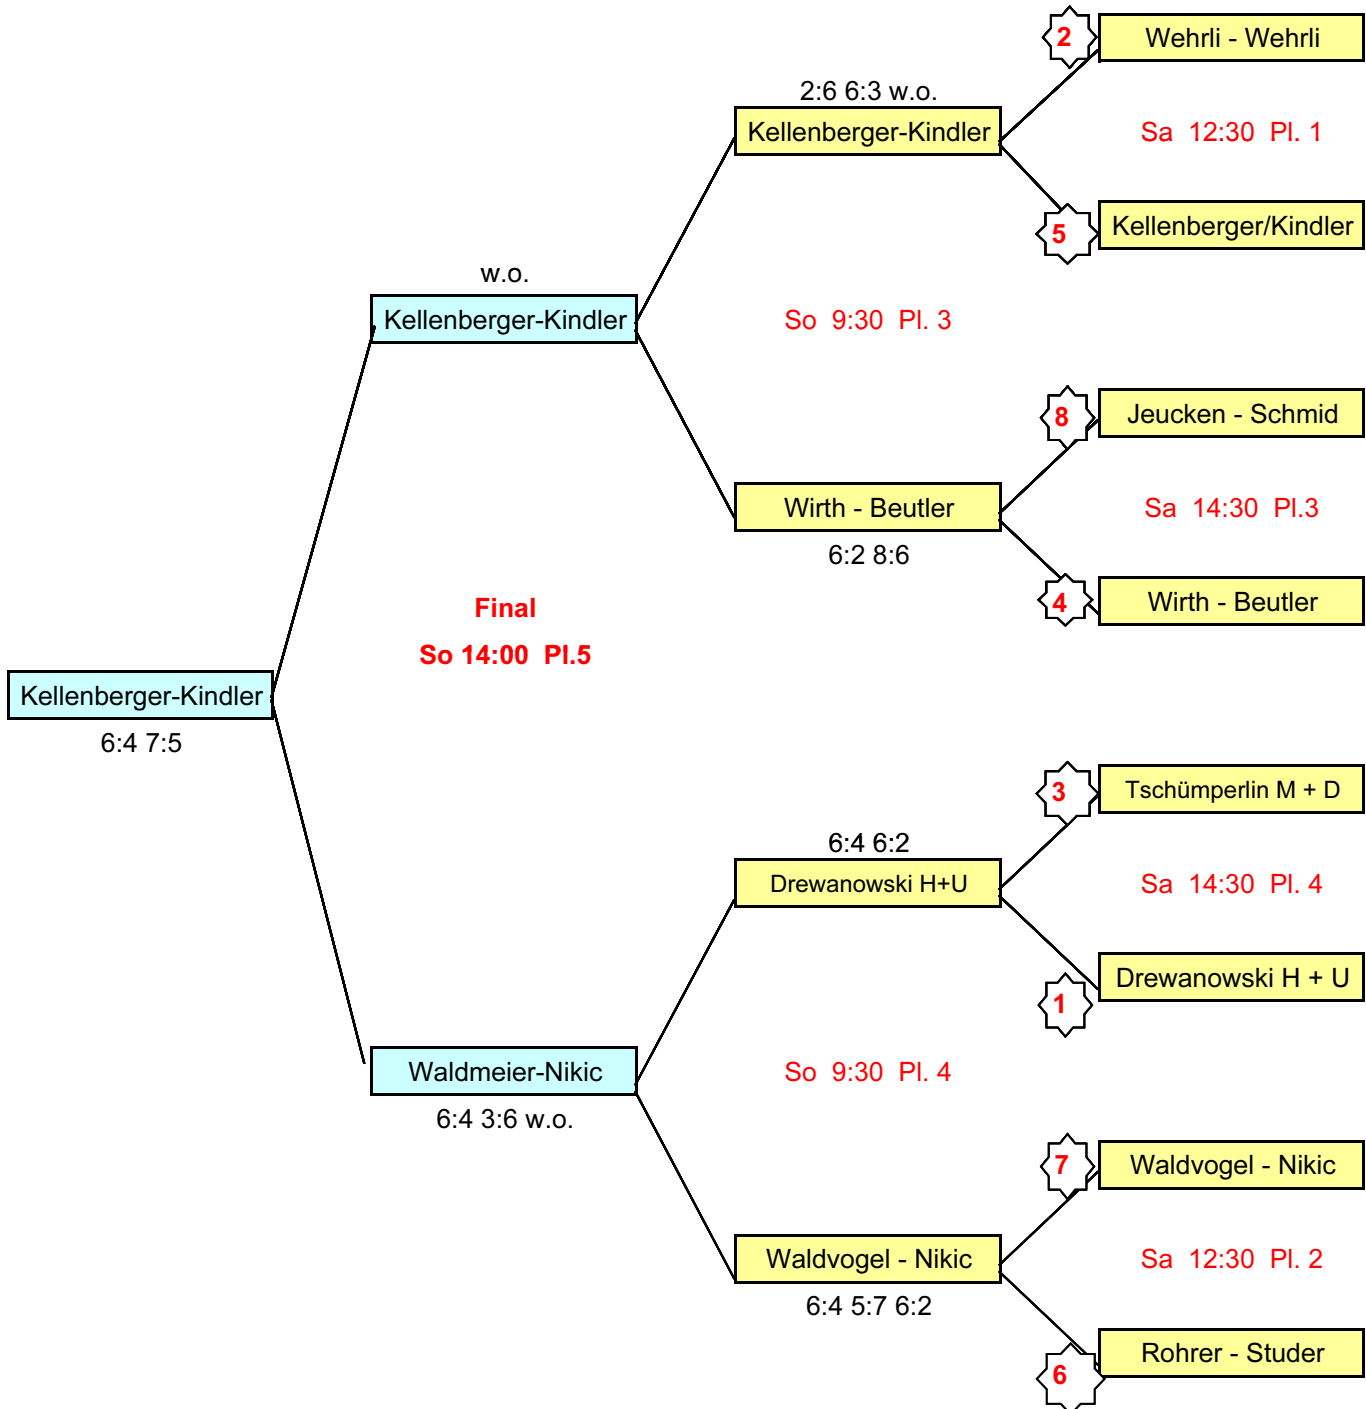 2
Wehrli - Wehrli
2:6 6:3 w.o.
Kellenberger-Kindler
Sa 12:30 Pl. 1
5
Kellenberger/Kindler
w.o.
Kellenberger-Kindler
So 9:30 Pl. 3
8
Jeucken - Schmid
Wirth - Beutler
6:2 8:6
Sa 14:30 Pl.3
4
Wirth - Beutler
Final
So 14:00 Pl.5
Kellenberger-Kindler
6:4 7:5
3
Tschümperlin M + D
6:4 6:2
Drewanowski H+U
Sa 14:30 Pl. 4
1
Drewanowski H + U
Waldmeier-Nikic
6:4 3:6 w.o.
So 9:30 Pl. 4
7
Waldvogel - Nikic
Waldvogel - Nikic
6:4 5:7 6:2
Sa 12:30 Pl. 2
6
Rohrer - Studer